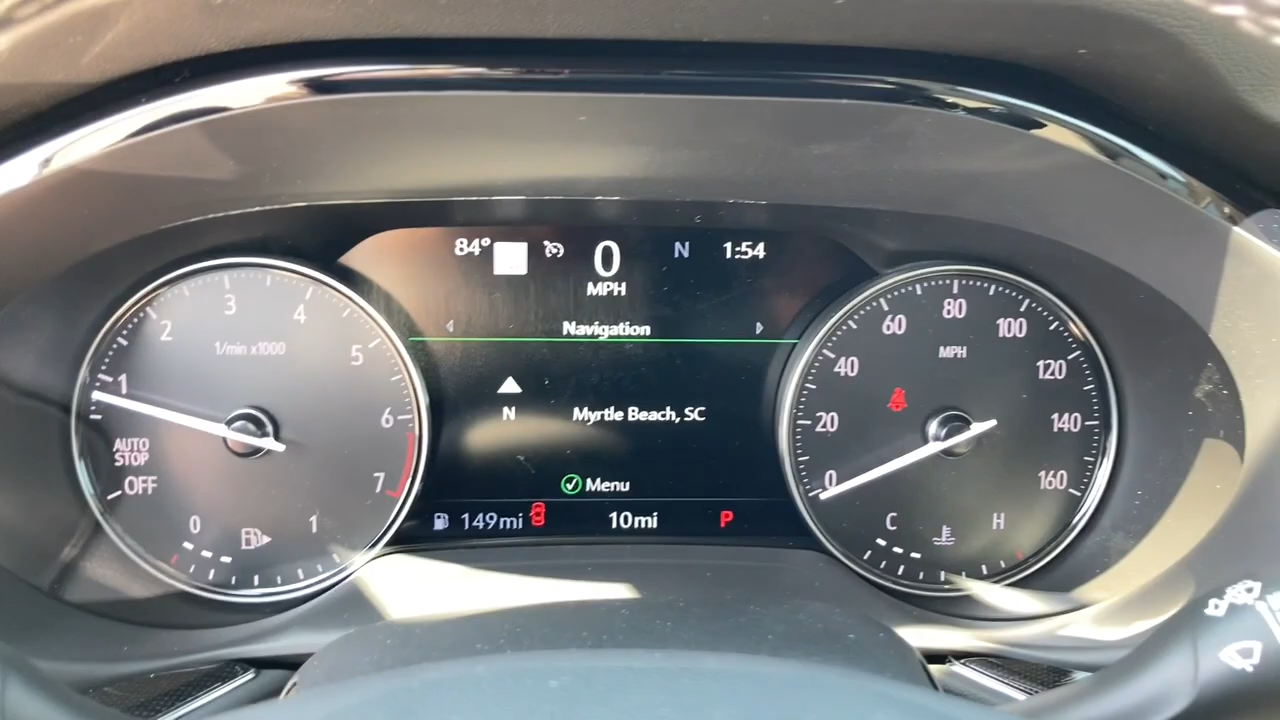 84° 0 N 1:54
MPH
Navigation
N Myrtle Beach, SC
Menu
149mi 10mi P
1 2 3 4 5 6 7
1/min x1000
AUTO
STOP
OFF
0 1
0 20 40 60 80 100 120 140 160
MPH
C H